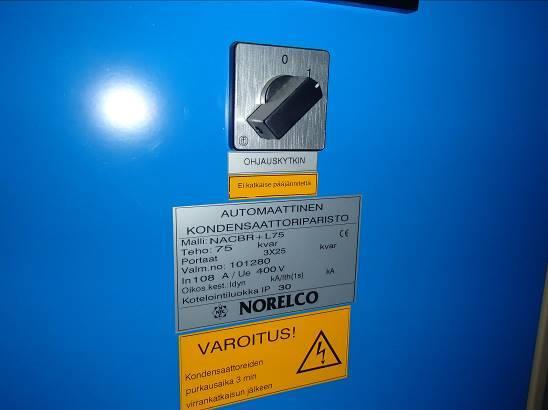 0
1
OHJAUSKYTKIN
Ei katkaise pääjännitettä
AUTOMAATTINEN
KONDENSAATTORIPARISTO
Malli: NACBR+L75 CE
Teho: 75 kvar
Portaat 3X25 kvar
Valm.no: 101280
In 108 A / Ue 400 V
Oikos.kest.:Idyn kA/Ith(1s) kA
Kotelointiluokka IP 30
NORELCO
VAROITUS!
Kondensaattoreiden
purkausaika 3 min
virrankatkaisun jälkeen